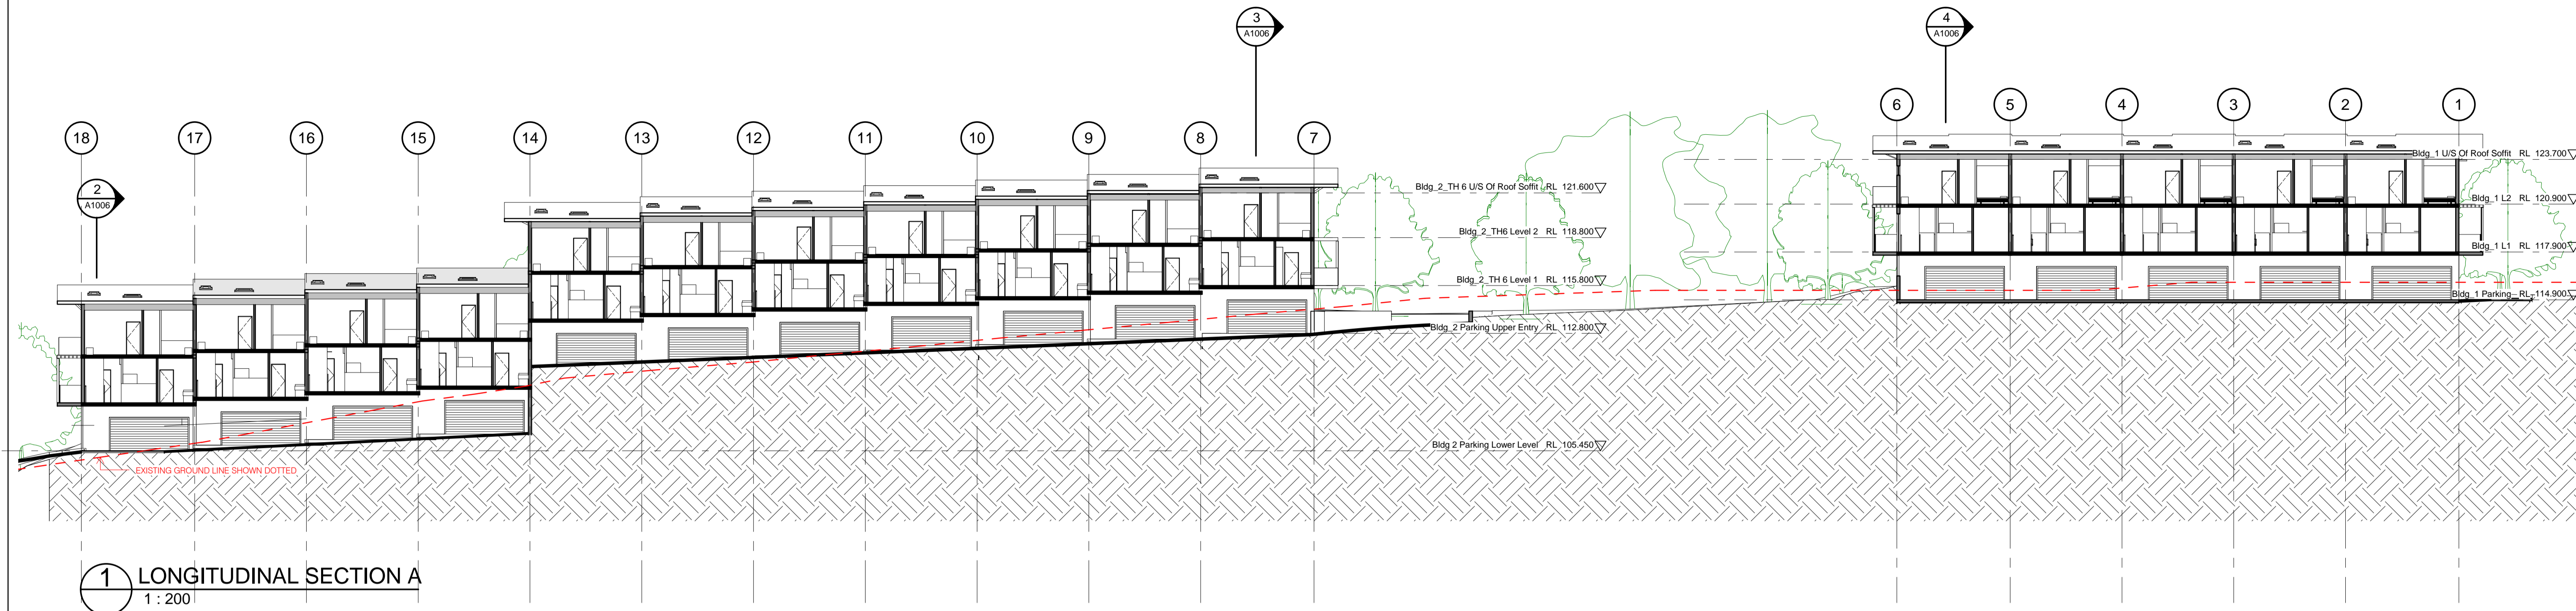 3
A1006
4
A1006
6
5
4
3
2
1
18
17
16
15
14
13
12
11
10
9
8
7
2
A1006
Bldg_1 U/S Of Roof Soffit RL 123.700
Bldg_2_TH 6 U/S Of Roof Soffit RL 121.600
Bldg_1 L2 RL 120.900
Bldg_2_TH6 Level 2 RL 118.800
Bldg_1 L1 RL 117.900
Bldg_2_TH 6 Level 1 RL 115.800
Bldg_1 Parking RL 114.900
Bldg_2 Parking Upper Entry RL 112.800
Bldg 2 Parking Lower Level RL 105.450
EXISTING GROUND LINE SHOWN DOTTED
1 LONGITUDINAL SECTION A
1 : 200